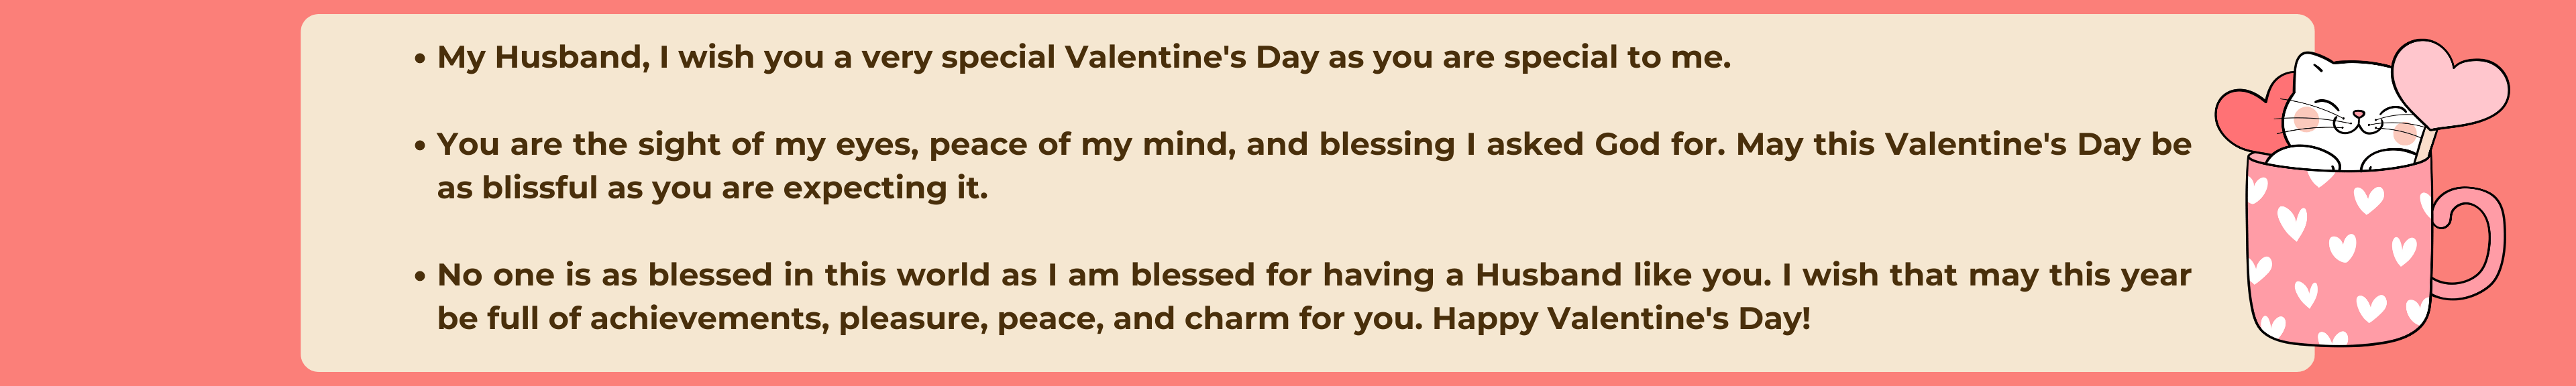 • My Husband, I wish you a very special Valentine's Day as you are special to me.
• You are the sight of my eyes, peace of my mind, and blessing I asked God for. May this Valentine's Day be
as blissful as you are expecting it.
• No one is as blessed in this world as I am blessed for having a Husband like you. I wish that may this year
be full of achievements, pleasure, peace, and charm for you. Happy Valentine's Day!